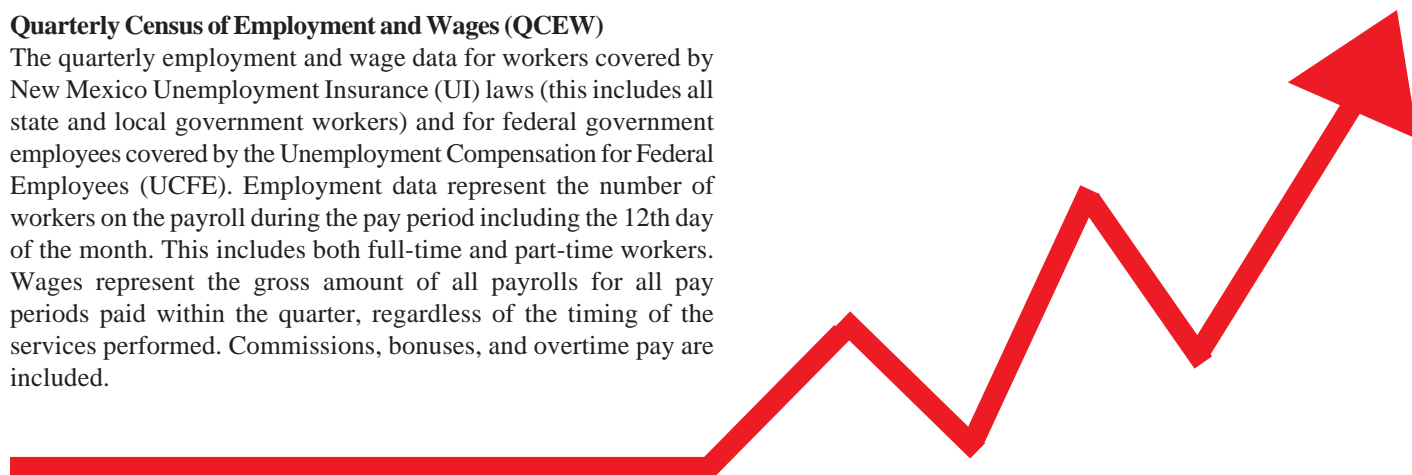 Quarterly Census of Employment and Wages (QCEW)
The quarterly employment and wage data for workers covered by
New Mexico Unemployment Insurance (UI) laws (this includes all
state and local government workers) and for federal government
employees covered by the Unemployment Compensation for Federal
Employees (UCFE). Employment data represent the number of
workers on the payroll during the pay period including the 12th day
of the month. This includes both full-time and part-time workers.
Wages represent the gross amount of all payrolls for all pay
periods paid within the quarter, regardless of the timing of the
services performed. Commissions, bonuses, and overtime pay are
included.